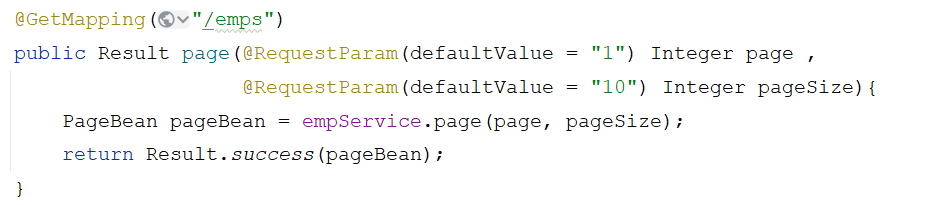 @GetMapping("/emps")
public Result page(@RequestParam(defaultValue = "1") Integer page ,
                   @RequestParam(defaultValue = "10") Integer pageSize){
    PageBean pageBean = empService.page(page, pageSize);
    return Result.success(pageBean);
}